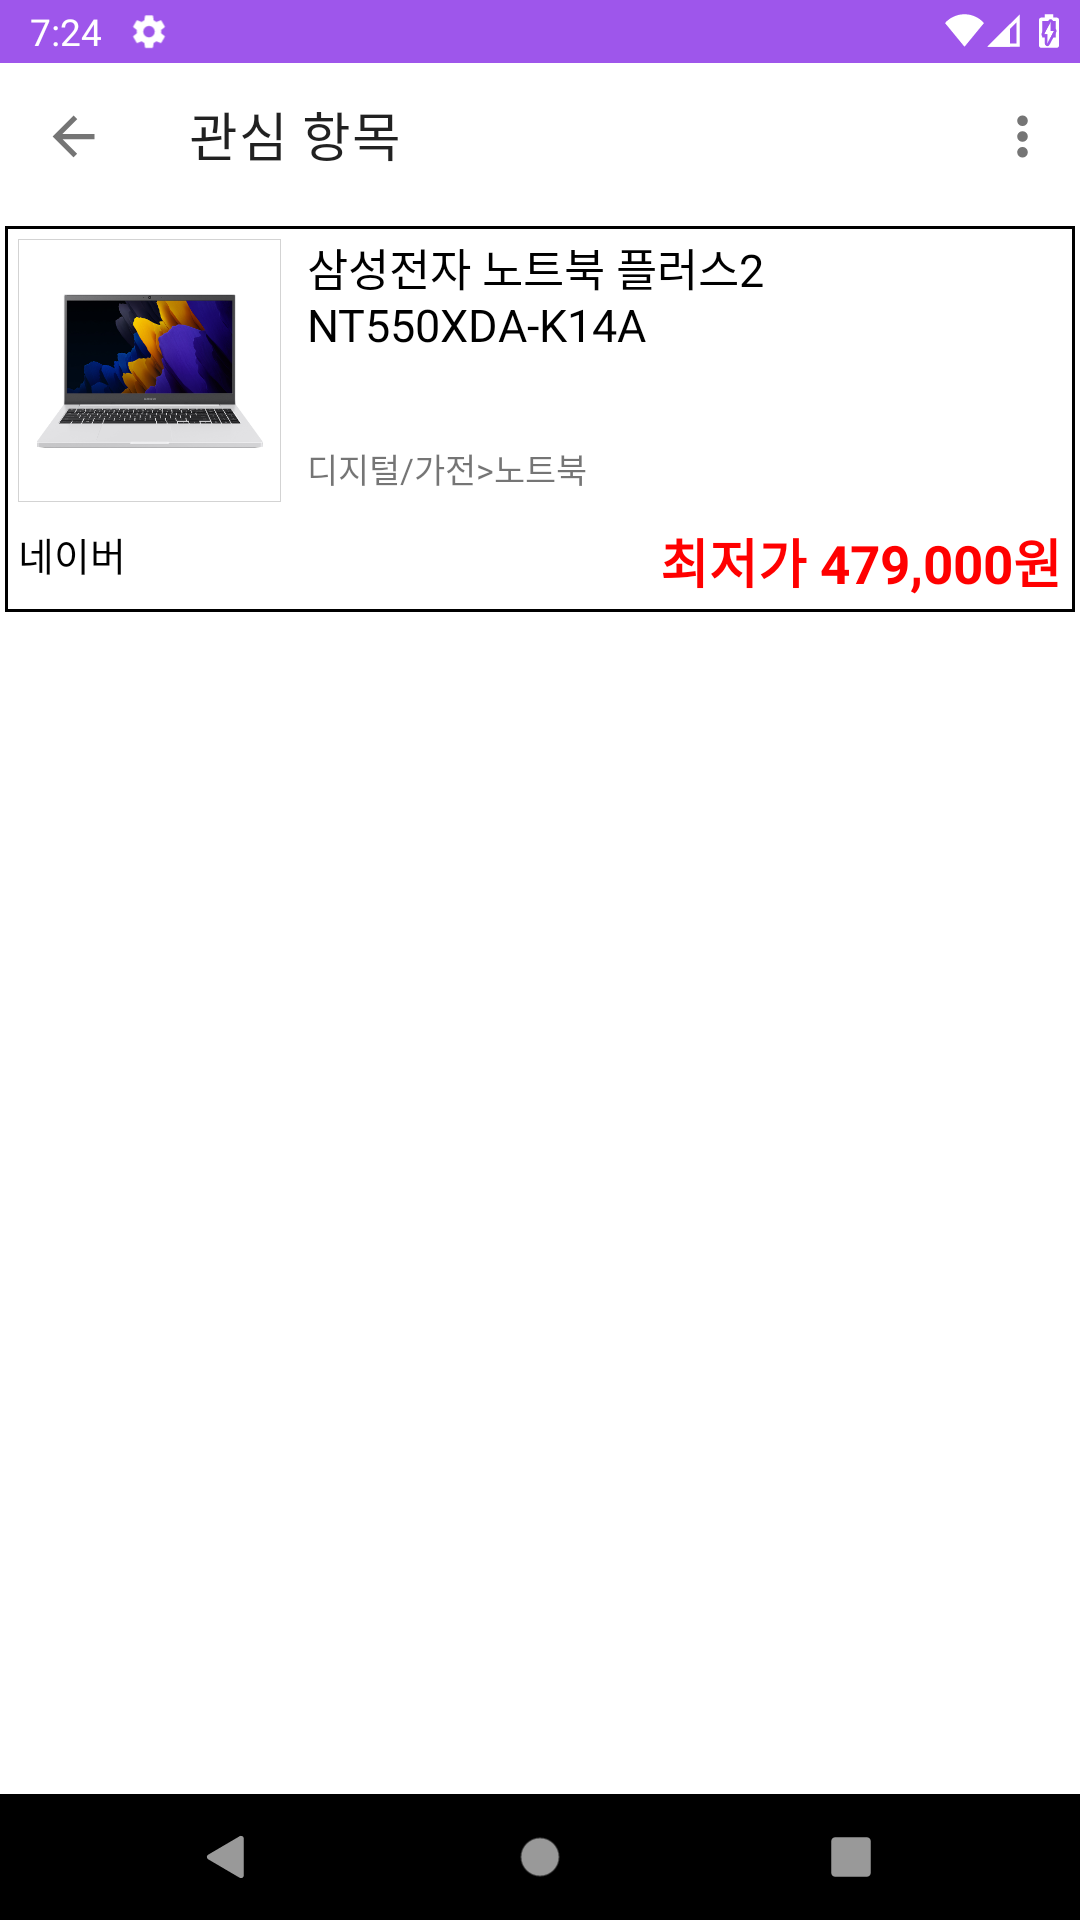 7:24
관심 항목
삼성전자 노트북 플러스2
NT550XDA-K14A
디지털/가전>노트북
네이버
최저가 479,000원